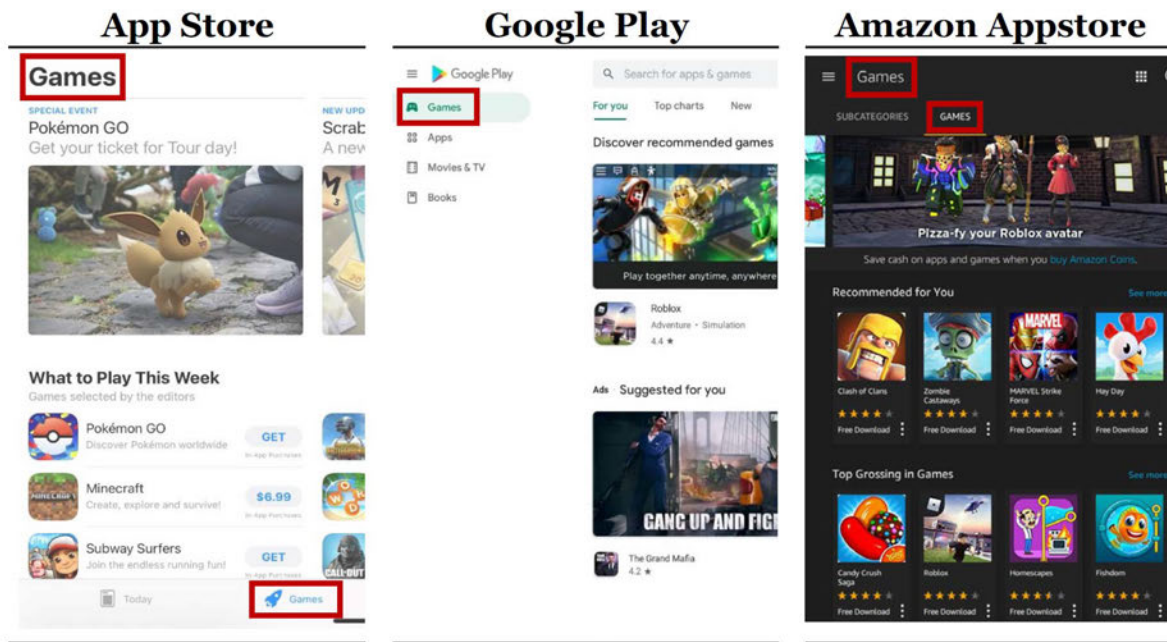 App Store
Games
SPECIAL EVENT
Pokémon GO
Get your ticket for Tour day!
NEW UPD
Scrab
A new
What to Play This Week
Games selected by the editors
Pokémon GO
Discover Pokémon worldwide
GET
In-App Purchases
MINECRAFT
Minecraft
Create, explore and survive!
$6.99
In-App Purchases
Subway Surfers
Join the endless running fun!
GET
In-App Purchases
CALL DUT
Today
Games
Google Play
Google Play
Search for apps & games
Games
Apps
Movies & TV
Books
For you
Top charts
New
Discover recommended games
Play together anytime, anywhere
Roblox
Adventure • Simulation
4.4 ★
Ads · Suggested for you
GANG UP AND FIGH
The Grand Mafia
4.2 ★
Amazon Appstore
Games
SUBCATEGORIES
GAMES
Pizza-fy your Roblox avatar
Save cash on apps and games when you buy Amazon Coins.
Recommended for You
See more
MARVEL
Clash of Clans
Free Download
Zombie
Castaways
Free Download
MARVEL Strike
Force
Free Download
Hay Day
Free Download
Top Grossing in Games
See more
Candy Crush
Saga
Free Download
Roblox
Free Download
Homescapes
Free Download
Fishdom
Free Download